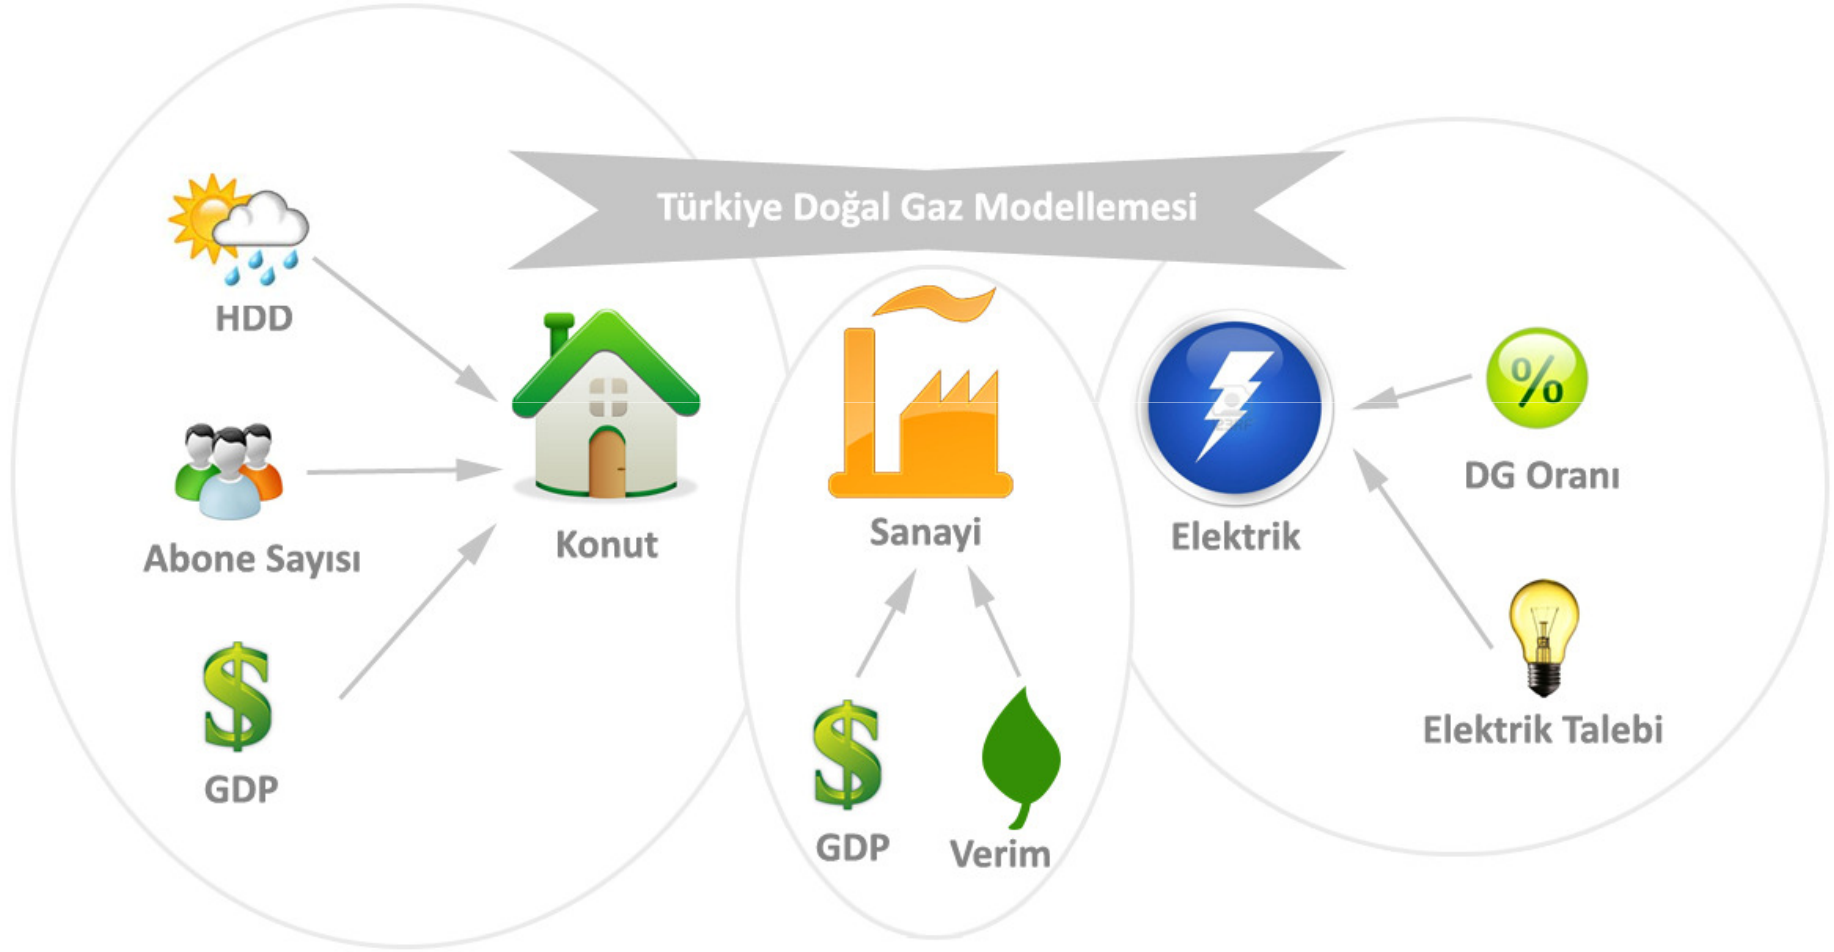 Türkiye Doğal Gaz Modellemesi
HDD
Abone Sayısı
GDP
Konut
Sanayi
GDP
Verim
Elektrik
%
DG Oranı
Elektrik Talebi